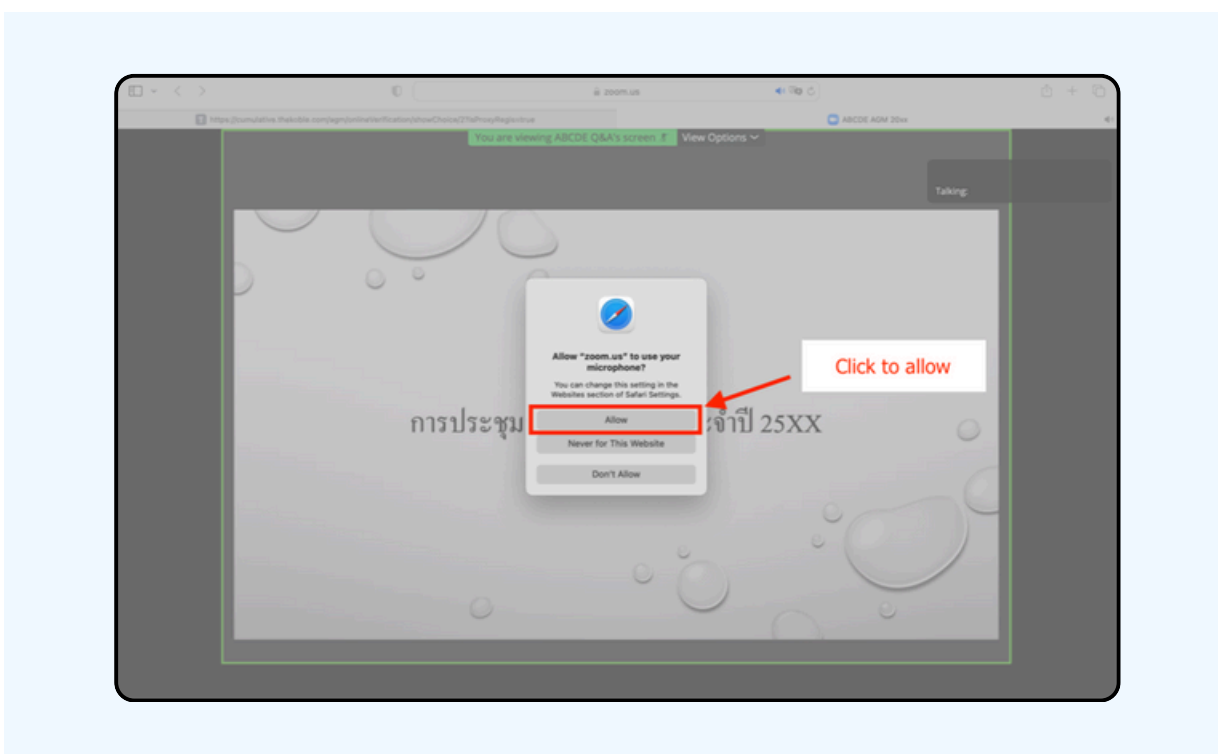 zoom.us
ABCDE AGM 20xx
You are viewing ABCDE Q&A's screen
View Options
Talking:
Allow "zoom.us" to use your
microphone?
You can change this setting in the
Websites section of Safari Settings.
Click to allow
Allow
การประชุม
ะจำปี 25XX
Never for This Website
Don't Allow